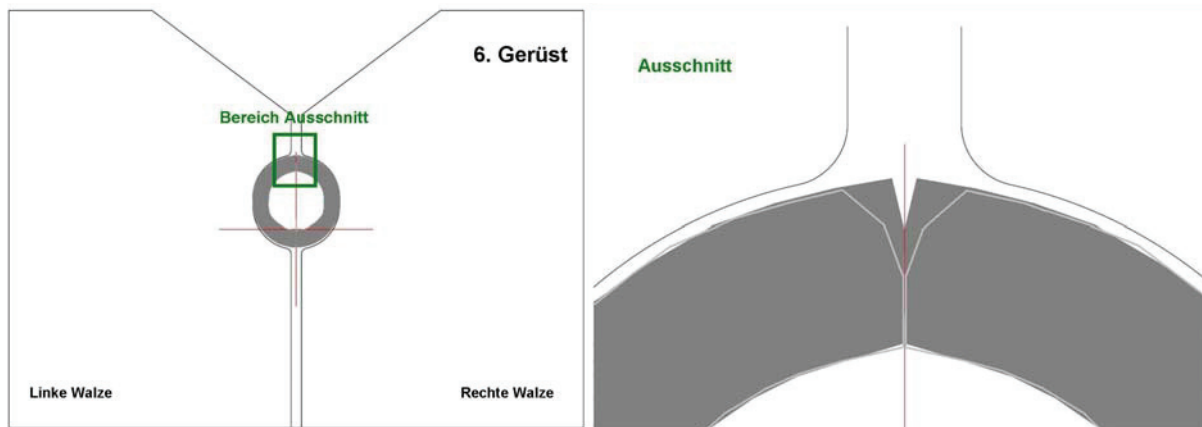 6. Gerüst
Bereich Ausschnitt
Linke Walze
Rechte Walze
Ausschnitt